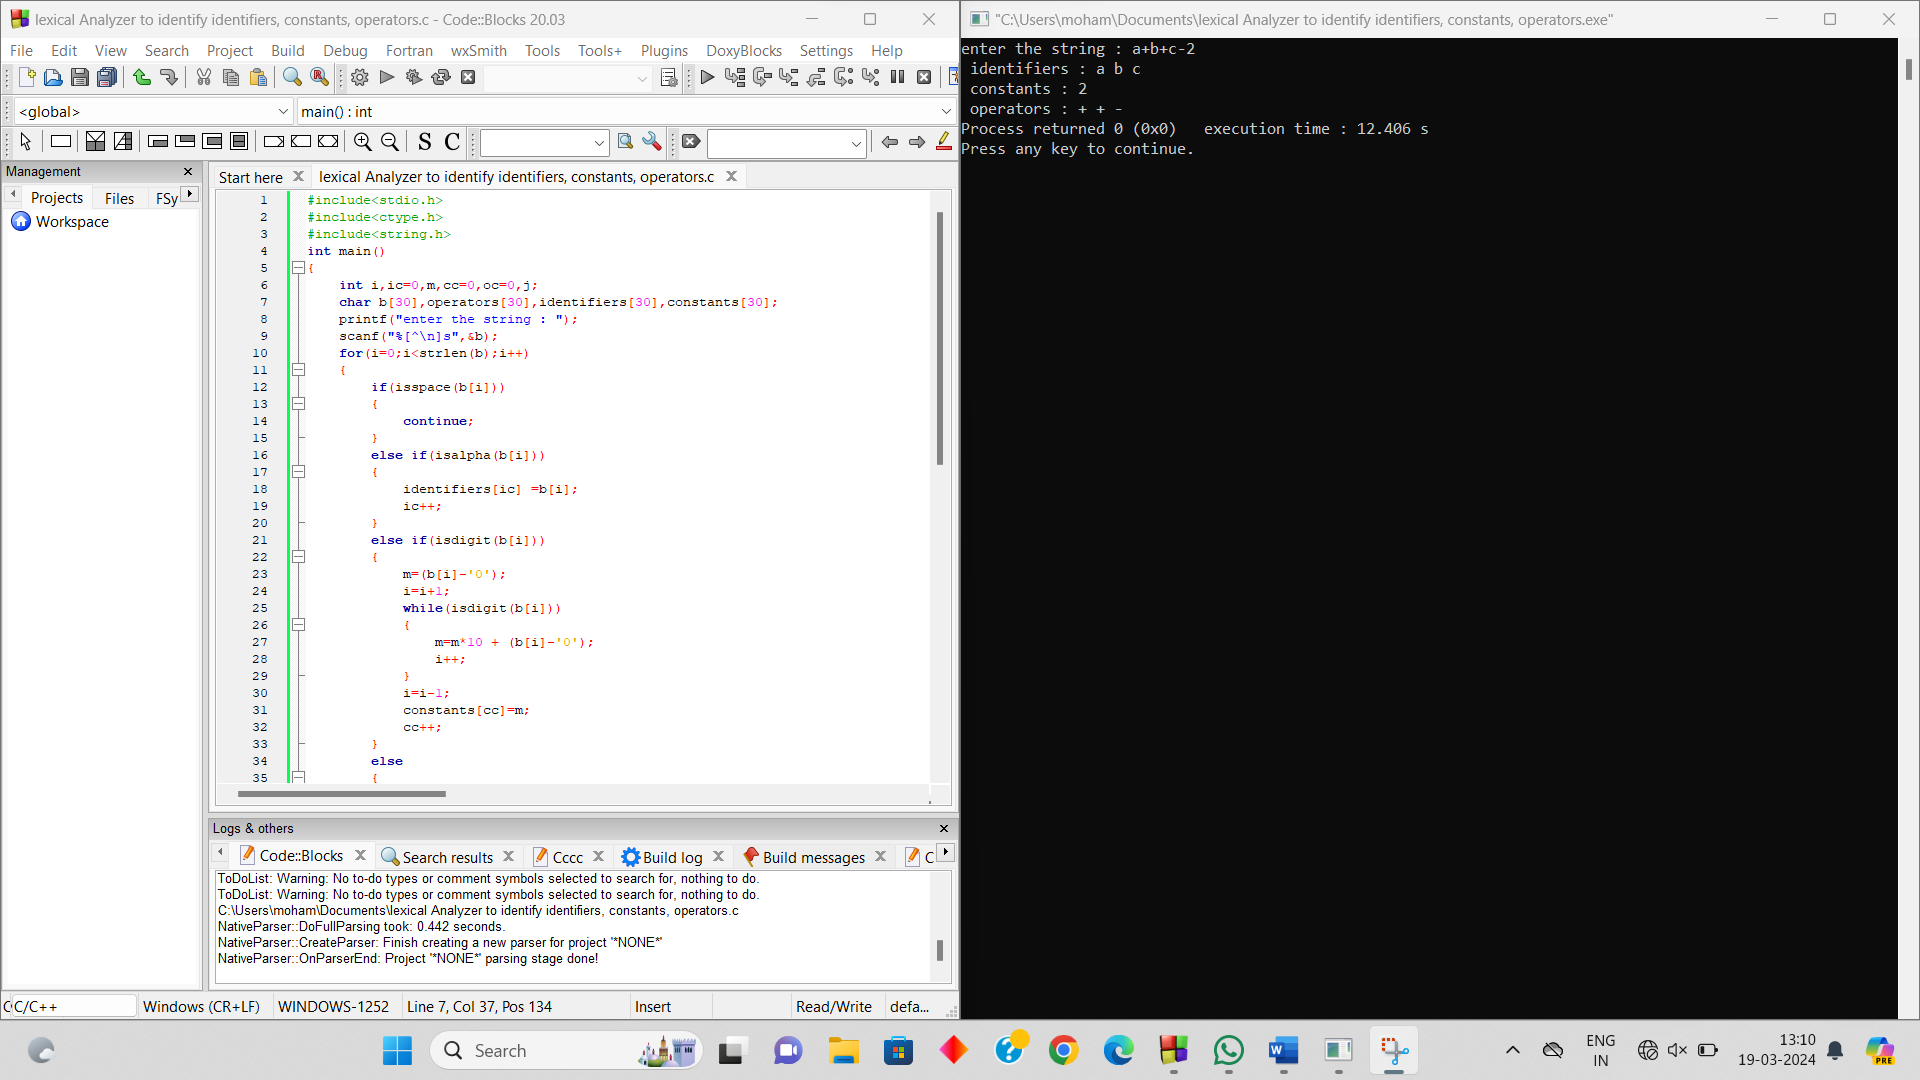 lexical Analyzer to identify identifiers, constants, operators.c - Code::Blocks 20.03
File Edit View Search Project Build Debug Fortran wxSmith Tools Tools+ Plugins DoxyBlocks Settings Help
<global>
main() : int
S C
Management
Projects Files FSy
Workspace
Start here
lexical Analyzer to identify identifiers, constants, operators.c
1 #include<stdio.h>
2 #include<ctype.h>
3 #include<string.h>
4 int main()
5 {
6 int i,ic=0,m,cc=0,oc=0,j;
7 char b[30],operators[30],identifiers[30],constants[30];
8 printf("enter the string : ");
9 scanf("%[^\n]s",&b);
10 for(i=0;i<strlen(b);i++)
11 {
12 if(isspace(b[i]))
13 {
14 continue;
15 }
16 else if(isalpha(b[i]))
17 {
18 identifiers[ic] =b[i];
19 ic++;
20 }
21 else if(isdigit(b[i]))
22 {
23 m=(b[i]-'0');
24 i=i+1;
25 while(isdigit(b[i]))
26 {
27 m=m*10 + (b[i]-'0');
28 i++;
29 }
30 i=i-1;
31 constants[cc]=m;
32 cc++;
33 }
34 else
35 {
Logs & others
Code::Blocks Search results Cccc Build log Build messages C
ToDoList: Warning: No to-do types or comment symbols selected to search for, nothing to do.
ToDoList: Warning: No to-do types or comment symbols selected to search for, nothing to do.
C:\Users\moham\Documents\lexical Analyzer to identify identifiers, constants, operators.c
NativeParser::DoFullParsing took: 0.442 seconds.
NativeParser::CreateParser: Finish creating a new parser for project '*NONE*'
NativeParser::OnParserEnd: Project '*NONE*' parsing stage done!
C/C++ Windows (CR+LF) WINDOWS-1252 Line 7, Col 37, Pos 134 Insert Read/Write defa...
"C:\Users\moham\Documents\lexical Analyzer to identify identifiers, constants, operators.exe"
enter the string : a+b+c-2
identifiers : a b c
constants : 2
operators : + + -
Process returned 0 (0x0) execution time : 12.406 s
Press any key to continue.
Search
ENG
IN
13:10
19-03-2024
PRE